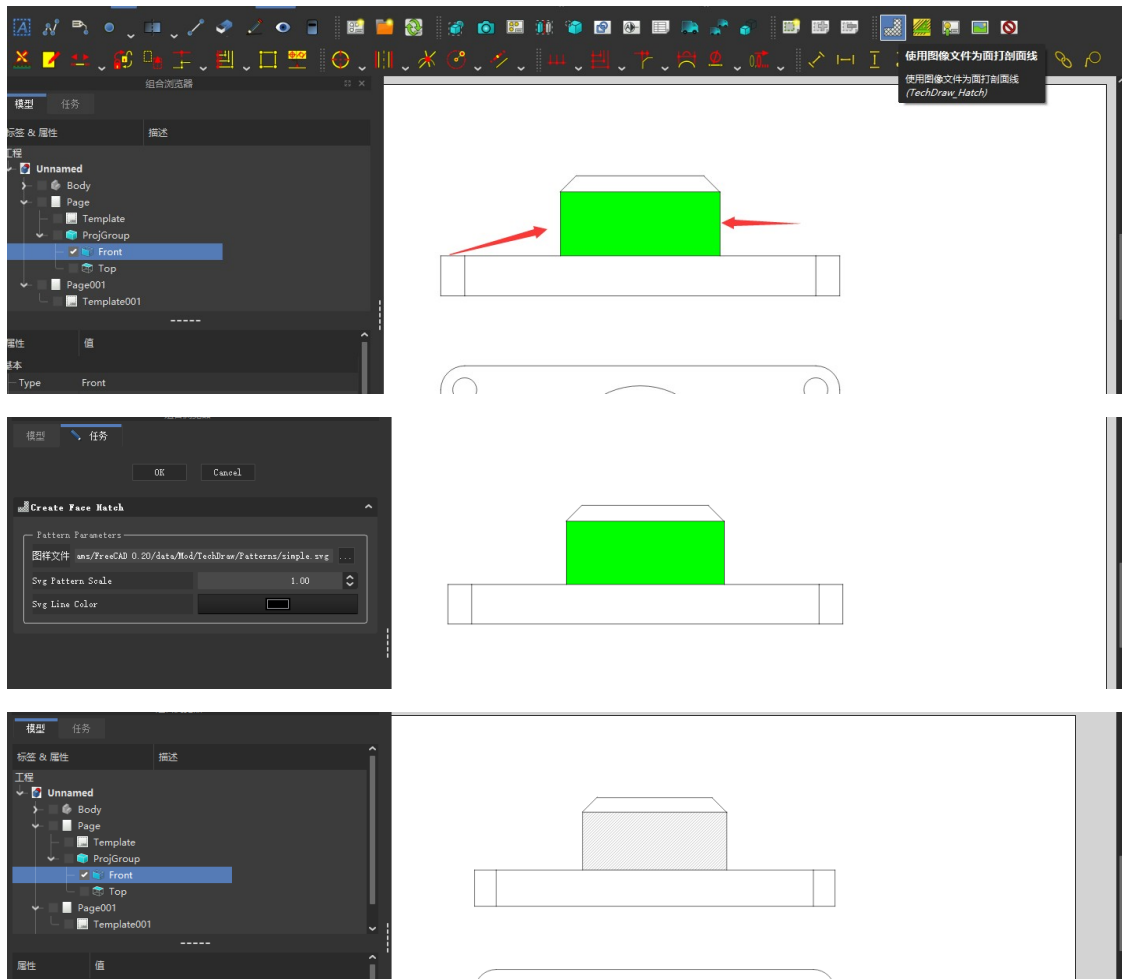 使用图像文件为面打剖面线
使用图像文件为面打剖面线
(TechDraw_Hatch)
组合浏览器
模型 任务
标签 & 属性 描述
工程
Unnamed
Body
Page
Template
ProjGroup
Front
Top
Page001
Template001
属性 值
基本
Type Front
模型 任务
OK Cancel
Create Face Hatch
Pattern Parameters
图样文件 ams/FreeCAD 0.20/data/Mod/TechDraw/Patterns/simple.svg ...
Svg Pattern Scale 1.00
Svg Line Color
模型 任务
标签 & 属性 描述
工程
Unnamed
Body
Page
Template
ProjGroup
Front
Top
Page001
Template001
属性 值